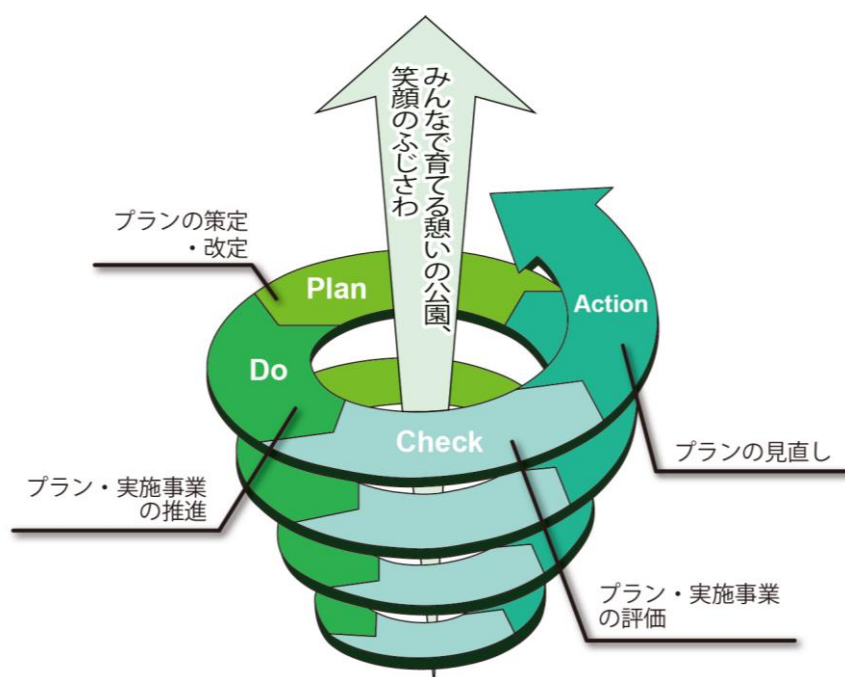 みんなで育てる憩いの公園、
笑顔のふじさわ
プランの策定
・改定
Plan
Action
Do
Check
プランの見直し
プラン・実施事業
の推進
プラン・実施事業
の評価